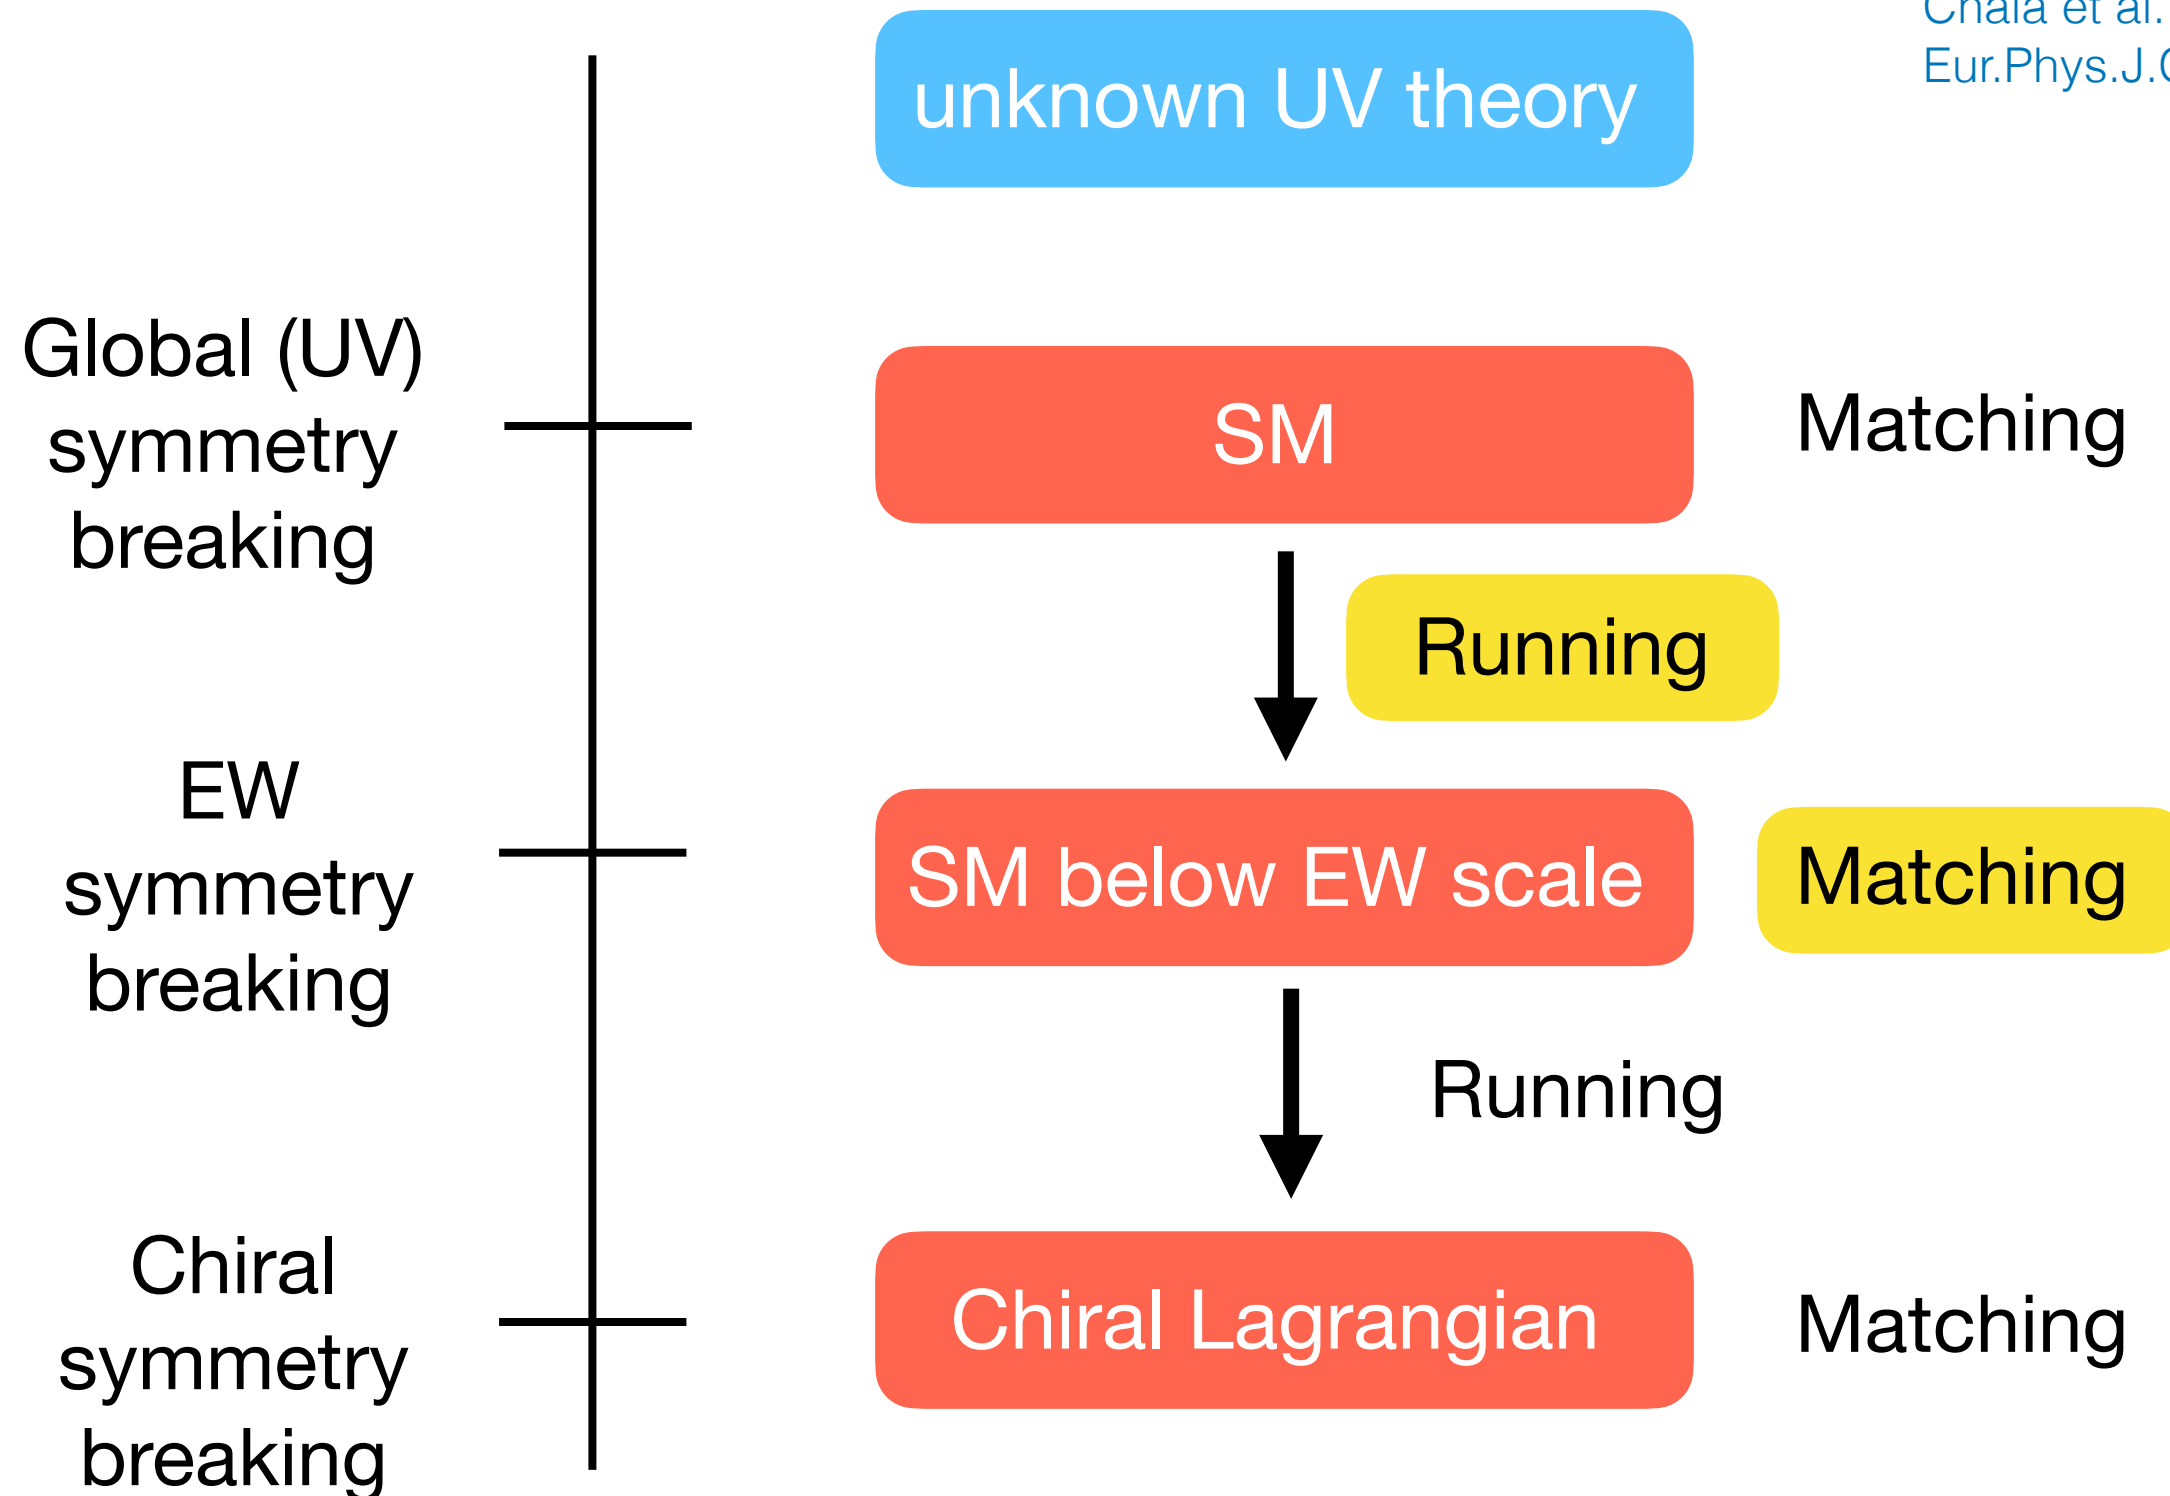 Chala et al.
Eur.Phys.J.C
unknown UV theory
Global (UV)
symmetry
breaking
SM
Matching
Running
EW
symmetry
breaking
SM below EW scale
Matching
Running
Chiral
symmetry
breaking
Chiral Lagrangian
Matching